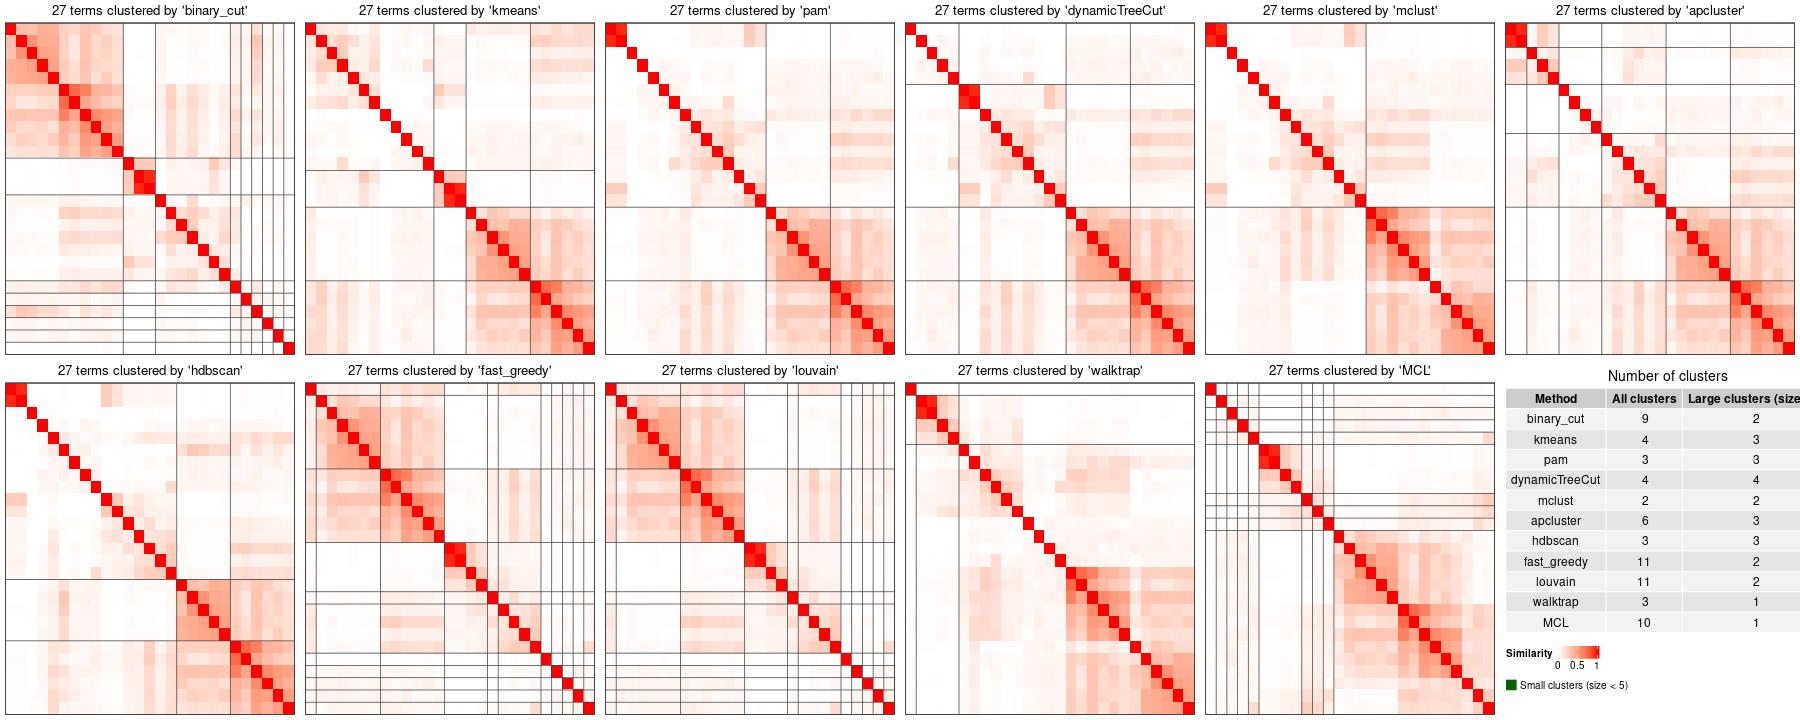 27 terms clustered by 'binary_cut'
27 terms clustered by 'kmeans'
27 terms clustered by 'pam'
27 terms clustered by 'dynamicTreeCut'
27 terms clustered by 'mclust'
27 terms clustered by 'apcluster'
27 terms clustered by 'hdbscan'
27 terms clustered by 'fast_greedy'
27 terms clustered by 'louvain'
27 terms clustered by 'walktrap'
27 terms clustered by 'MCL'
Number of clusters
Method All clusters Large clusters (size
binary_cut 9 2
kmeans 4 3
pam 3 3
dynamicTreeCut 4 4
mclust 2 2
apcluster 6 3
hdbscan 3 3
fast_greedy 11 2
louvain 11 2
walktrap 3 1
MCL 10 1
Similarity
0 0.5 1
Small clusters (size < 5)